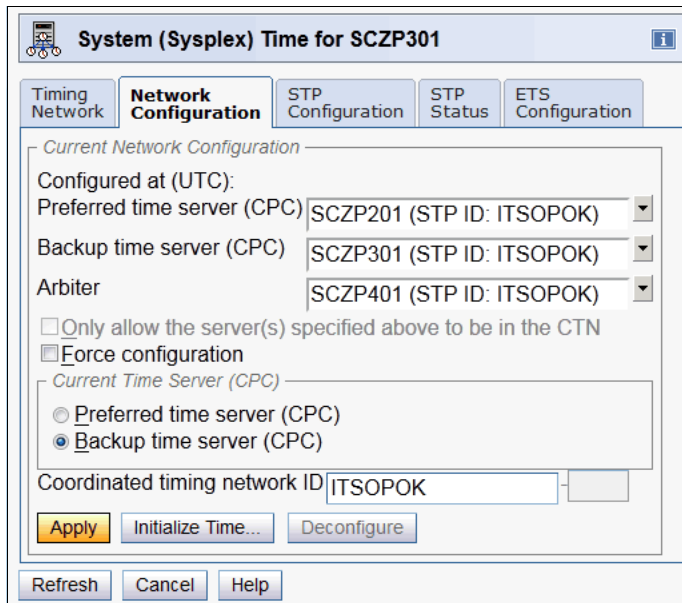 System (Sysplex) Time for SCZP301
i
Timing Network
Network Configuration
STP Configuration
STP Status
ETS Configuration
Current Network Configuration
Configured at (UTC):
Preferred time server (CPC) SCZP201 (STP ID: ITSOPOK)
Backup time server (CPC) SCZP301 (STP ID: ITSOPOK)
Arbiter SCZP401 (STP ID: ITSOPOK)
Only allow the server(s) specified above to be in the CTN
Force configuration
Current Time Server (CPC)
Preferred time server (CPC)
Backup time server (CPC)
Coordinated timing network ID ITSOPOK -
Apply Initialize Time... Deconfigure
Refresh Cancel Help